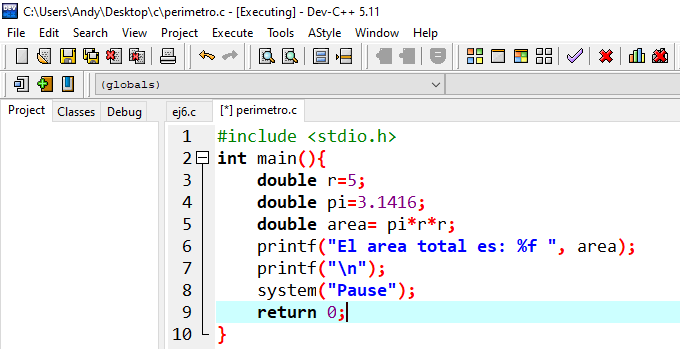 C:\Users\Andy\Desktop\c\perimetro.c - [Executing] - Dev-C++ 5.11
File Edit Search View Project Execute Tools AStyle Window Help
(globals)
Project Classes Debug
ej6.c [*] perimetro.c
1 #include <stdio.h>
2 int main(){
3 double r=5;
4 double pi=3.1416;
5 double area= pi*r*r;
6 printf("El area total es: %f ", area);
7 printf("\n");
8 system("Pause");
9 return 0;
10 }